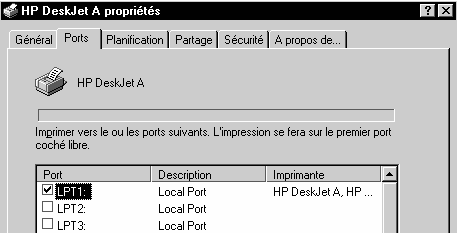 HP DeskJet A propriétés
Général Ports Planification Partage Sécurité A propos de...
HP DeskJet A
Imprimer vers le ou les ports suivants. L'impression se fera sur le premier port
coché libre.
Port Description Imprimante
LPT1: Local Port HP DeskJet A, HP ...
LPT2: Local Port
LPT3: Local Port